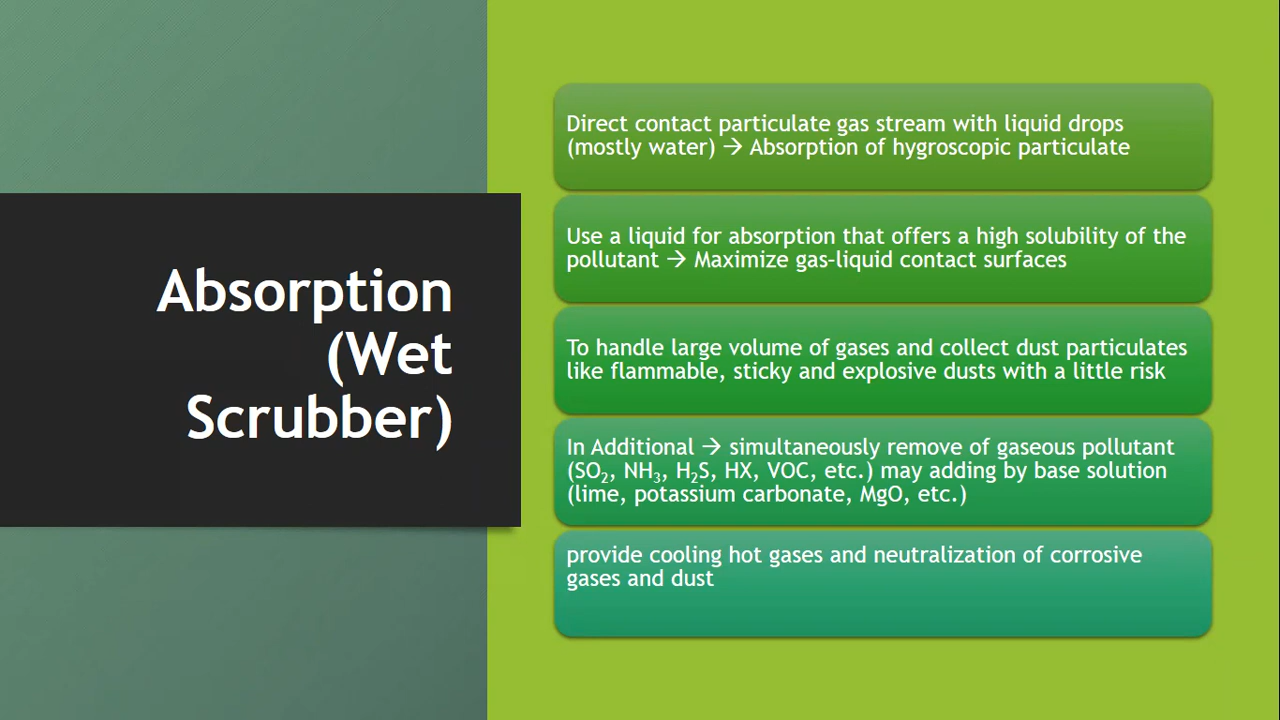 Absorption
(Wet
Scrubber)
Direct contact particulate gas stream with liquid drops
(mostly water) → Absorption of hygroscopic particulate
Use a liquid for absorption that offers a high solubility of the
pollutant → Maximize gas-liquid contact surfaces
To handle large volume of gases and collect dust particulates
like flammable, sticky and explosive dusts with a little risk
In Additional → simultaneously remove of gaseous pollutant
(SO₂, NH₃, H₂S, HX, VOC, etc.) may adding by base solution
(lime, potassium carbonate, MgO, etc.)
provide cooling hot gases and neutralization of corrosive
gases and dust